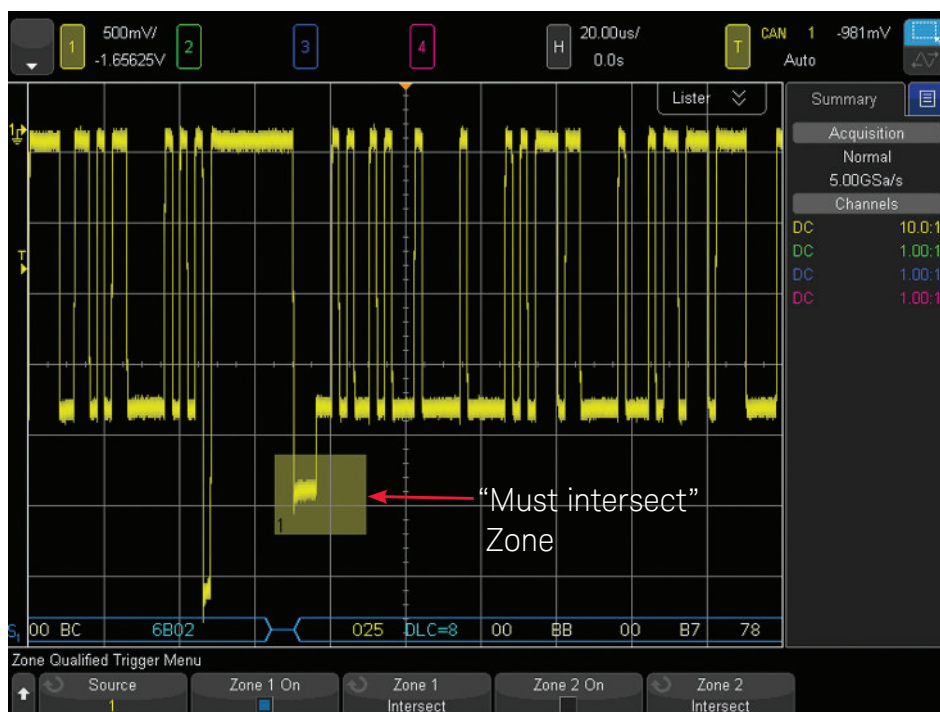 1 500mV/ 2 3 4 H 20.00us/ T CAN 1 -981mV
-1.65625V 0.0s Auto
Lister Summary
Acquisition
Normal
5.00GSa/s
Channels
DC 10.0:1
DC 1.00:1
DC 1.00:1
DC 1.00:1
1
T
“Must intersect”
Zone
1
S1 00 BC 6B02 025 DLC=8 00 BB 00 B7 78
Zone Qualified Trigger Menu
Source Zone 1 On Zone 1 Zone 2 On Zone 2
1 Intersect Intersect